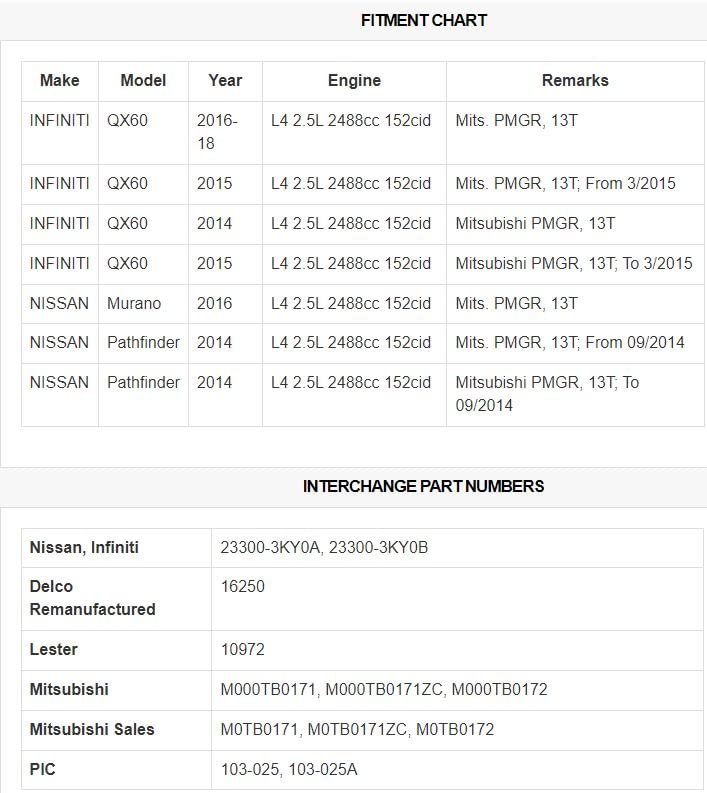 FITMENT CHART
Make Model Year Engine Remarks
INFINITI QX60 2016- L4 2.5L 2488cc 152cid Mits. PMGR, 13T
18
INFINITI QX60 2015 L4 2.5L 2488cc 152cid Mits. PMGR, 13T; From 3/2015
INFINITI QX60 2014 L4 2.5L 2488cc 152cid Mitsubishi PMGR, 13T
INFINITI QX60 2015 L4 2.5L 2488cc 152cid Mitsubishi PMGR, 13T; To 3/2015
NISSAN Murano 2016 L4 2.5L 2488cc 152cid Mits. PMGR, 13T
NISSAN Pathfinder 2014 L4 2.5L 2488cc 152cid Mits. PMGR, 13T; From 09/2014
NISSAN Pathfinder 2014 L4 2.5L 2488cc 152cid Mitsubishi PMGR, 13T; To
09/2014
INTERCHANGE PART NUMBERS
Nissan, Infiniti 23300-3KY0A, 23300-3KY0B
Delco 16250
Remanufactured
Lester 10972
Mitsubishi M000TB0171, M000TB0171ZC, M000TB0172
Mitsubishi Sales M0TB0171, M0TB0171ZC, M0TB0172
PIC 103-025, 103-025A